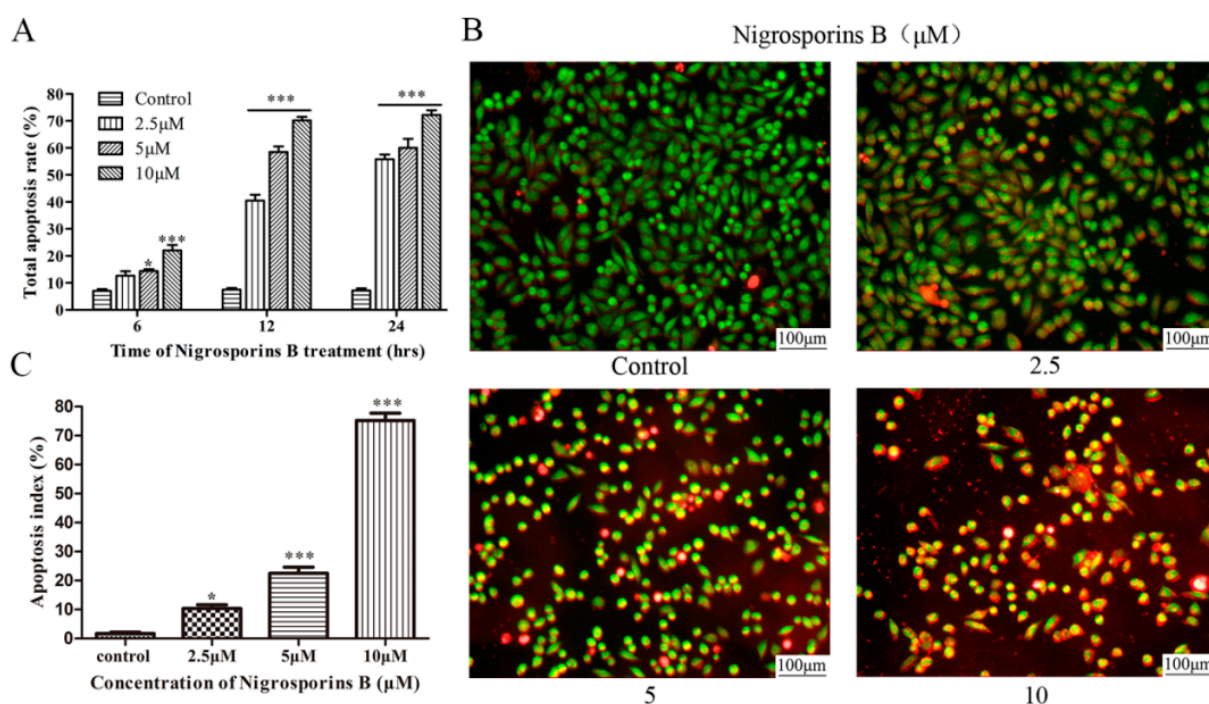 A
Total apoptosis rate (%)
80
70
60
50
40
30
20
10
0
Control
2.5μM
5μM
10μM
*
***
***
***
6
12
24
Time of Nigrosporins B treatment (hrs)
B
Nigrosporins B（μM）
100μm
100μm
Control
2.5
100μm
100μm
5
10
C
Apoptosis index (%)
80
70
60
50
40
30
20
10
0
*
***
***
control
2.5μM
5μM
10μM
Concentration of Nigrosporins B (μM)